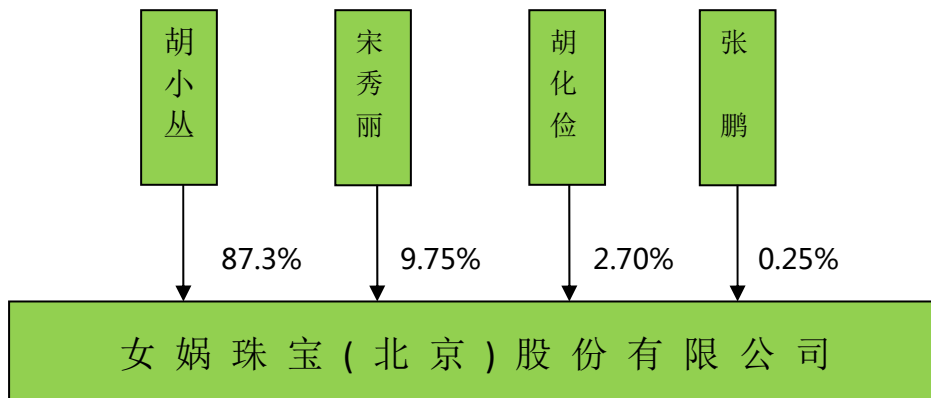 胡小丛
宋秀丽
胡化俭
张 鹏
87.3%
9.75%
2.70%
0.25%
女娲珠宝(北京)股份有限公司